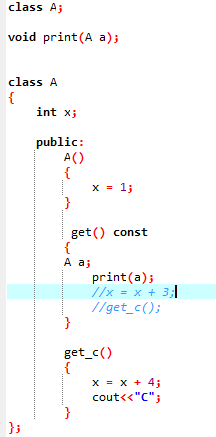 class A;
void print(A a);
class A
{
int x;
public:
A()
{
x = 1;
}
get() const
{
A a;
print(a);
//x = x + 3;
//get_c();
}
get_c()
{
x = x + 4;
cout<<"C";
}
};